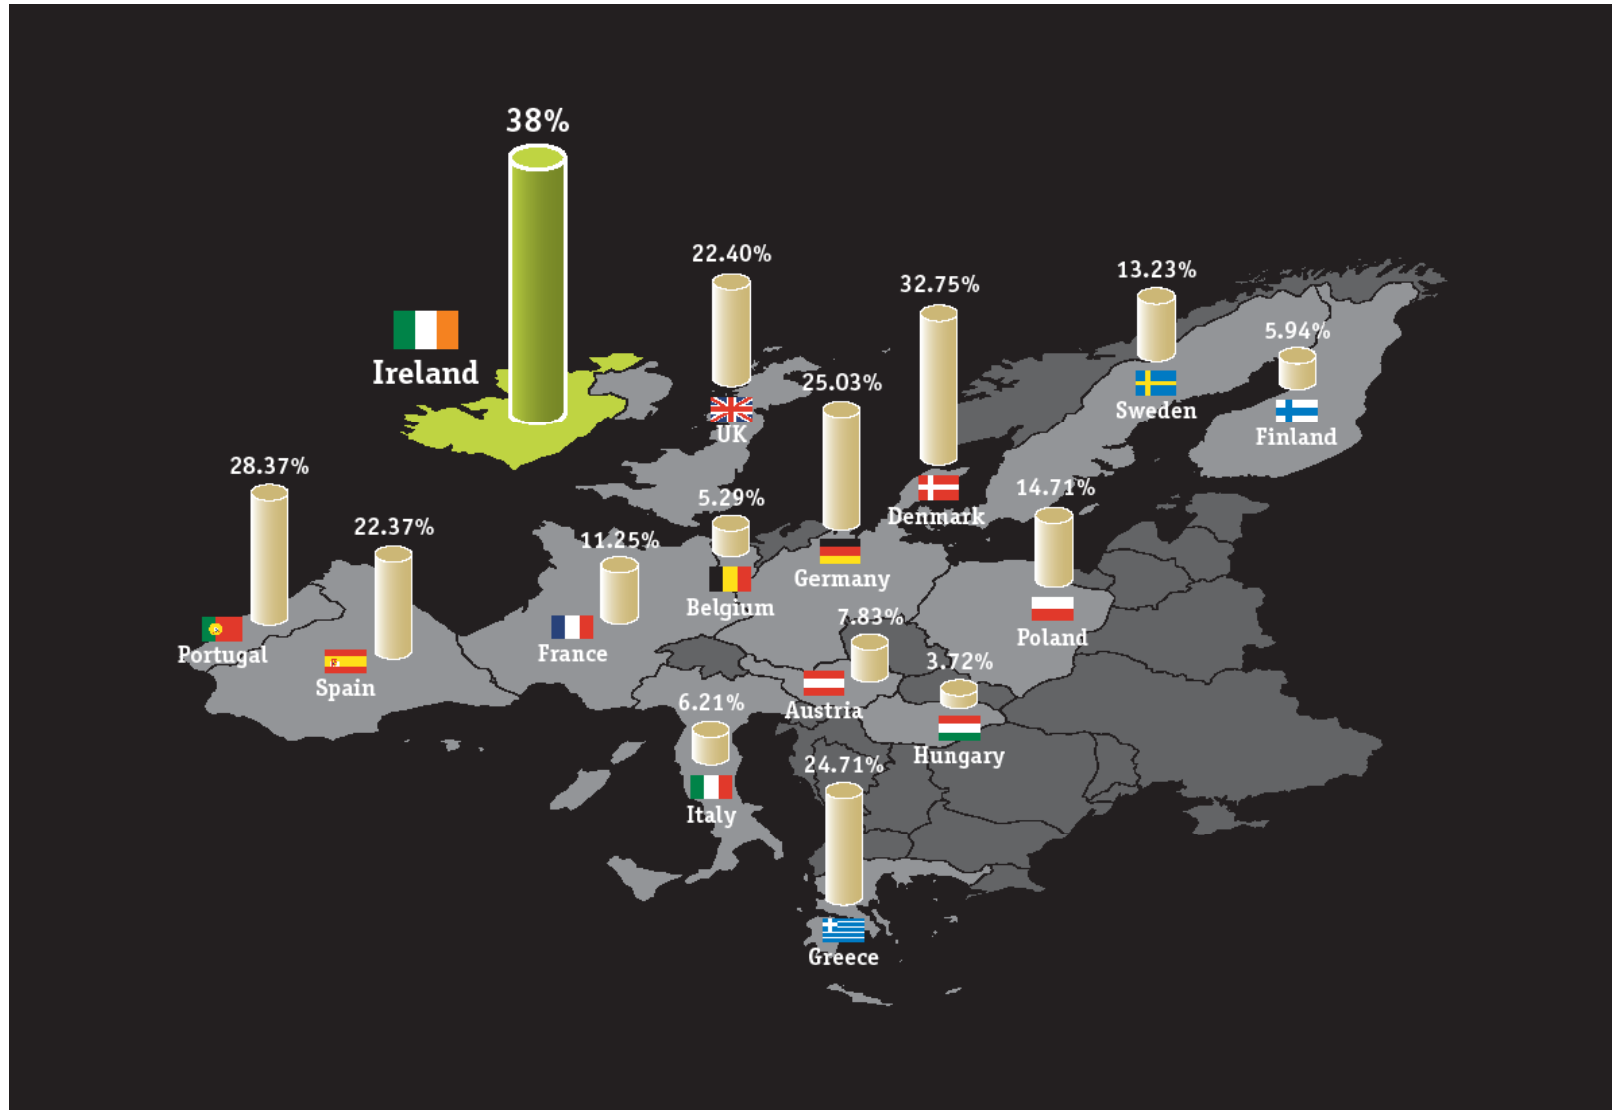 38%
Ireland
22.40%
UK
32.75%
Denmark
13.23%
Sweden
5.94%
Finland
25.03%
Germany
28.37%
Portugal
22.37%
Spain
11.25%
France
5.29%
Belgium
14.71%
Poland
7.83%
Austria
3.72%
Hungary
6.21%
Italy
24.71%
Greece